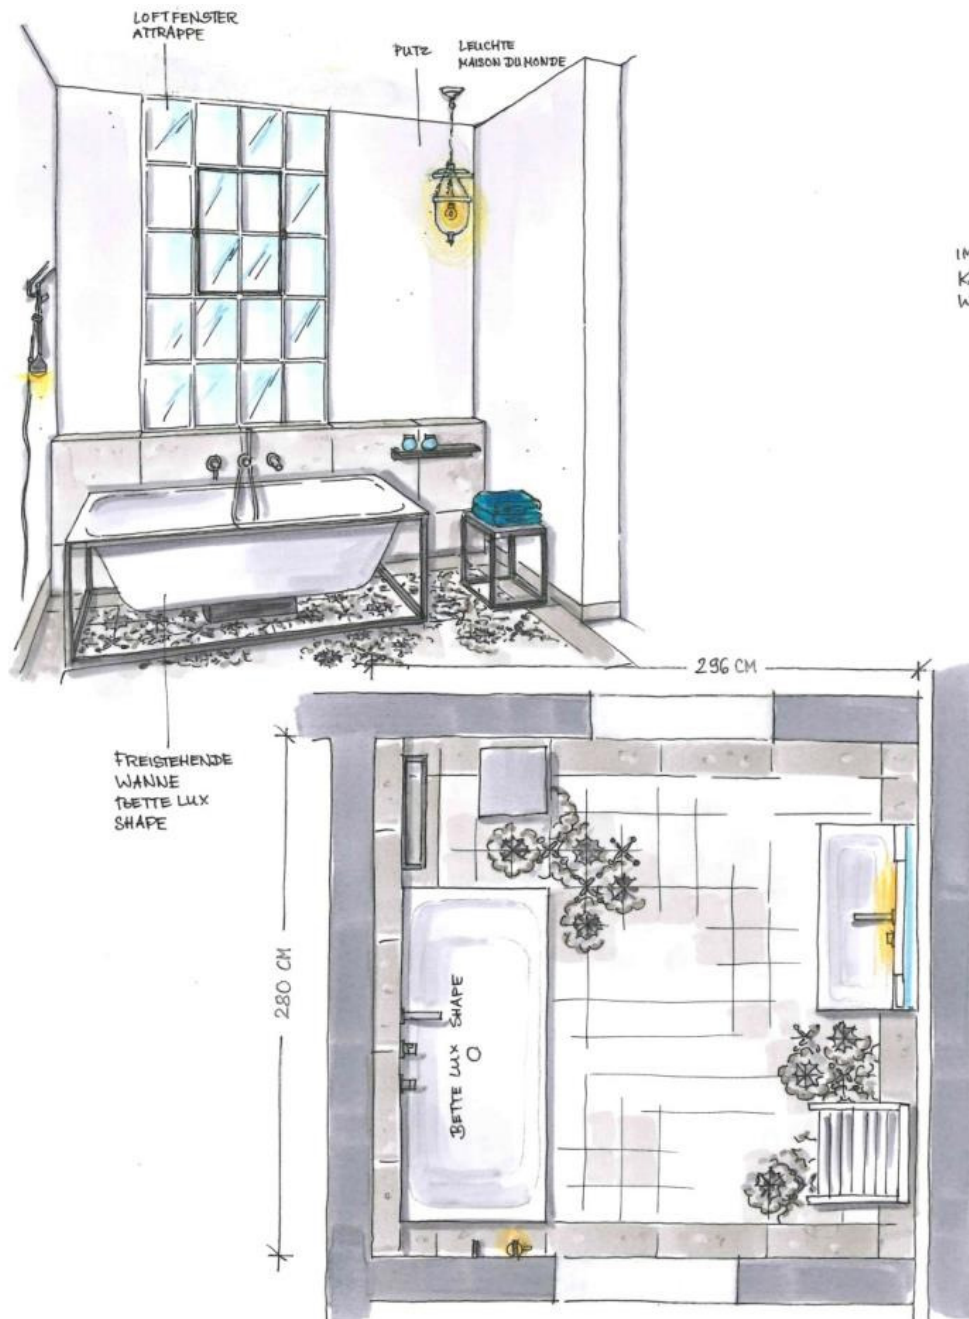 LOFTFENSTER
ATTRAPPE
PUTZ
LEUCHTE
MAISON DU MONDE
FREISTEHENDE
WANNE
BETTE LUX
SHAPE
296 CM
280 CM
BETTE LUX SHAPE